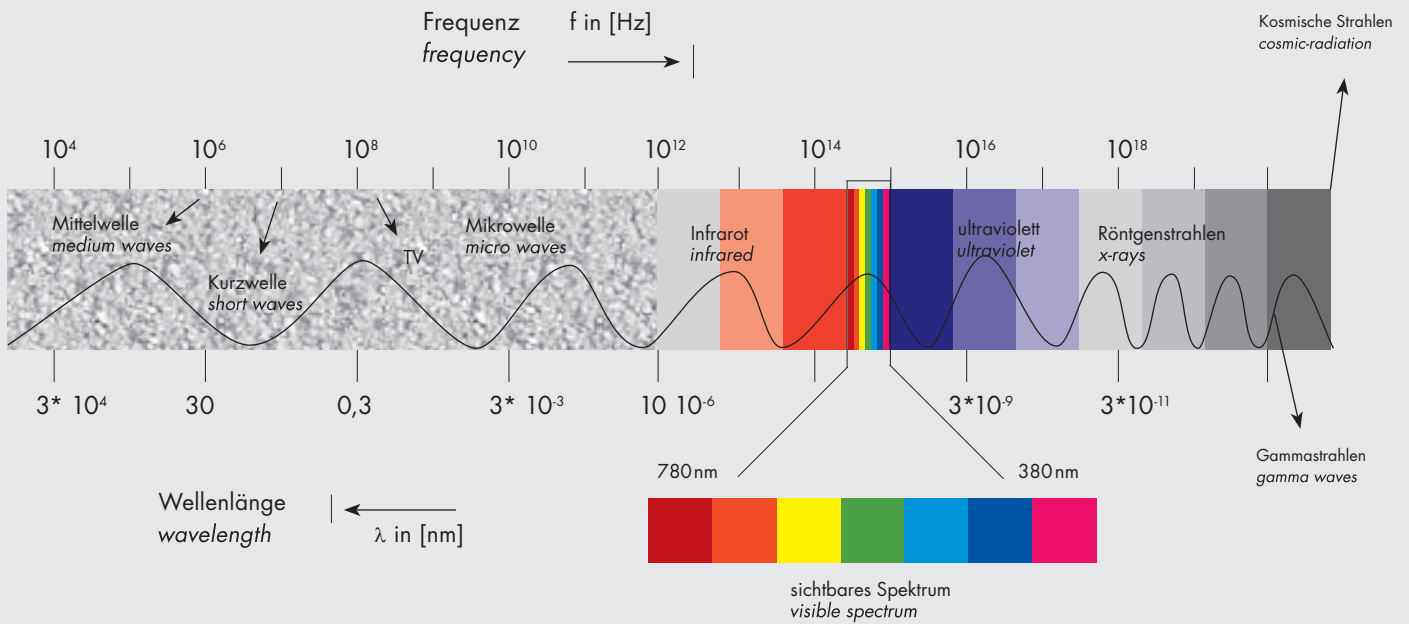 Frequenz f in [Hz]
frequency
Kosmische Strahlen
cosmic-radiation
10⁴ 10⁶ 10⁸ 10¹⁰ 10¹² 10¹⁴ 10¹⁶ 10¹⁸
Mittelwelle
medium waves
Kurzwelle
short waves
TV
Mikrowelle
micro waves
Infrarot
infrared
ultraviolett
ultraviolet
Röntgenstrahlen
x-rays
3* 10⁴ 30 0,3 3* 10⁻³ 10 10⁻⁶ 3*10⁻⁹ 3*10⁻¹¹
Gammastrahlen
gamma waves
780nm 380nm
Wellenlänge
wavelength
λ in [nm]
sichtbares Spektrum
visible spectrum